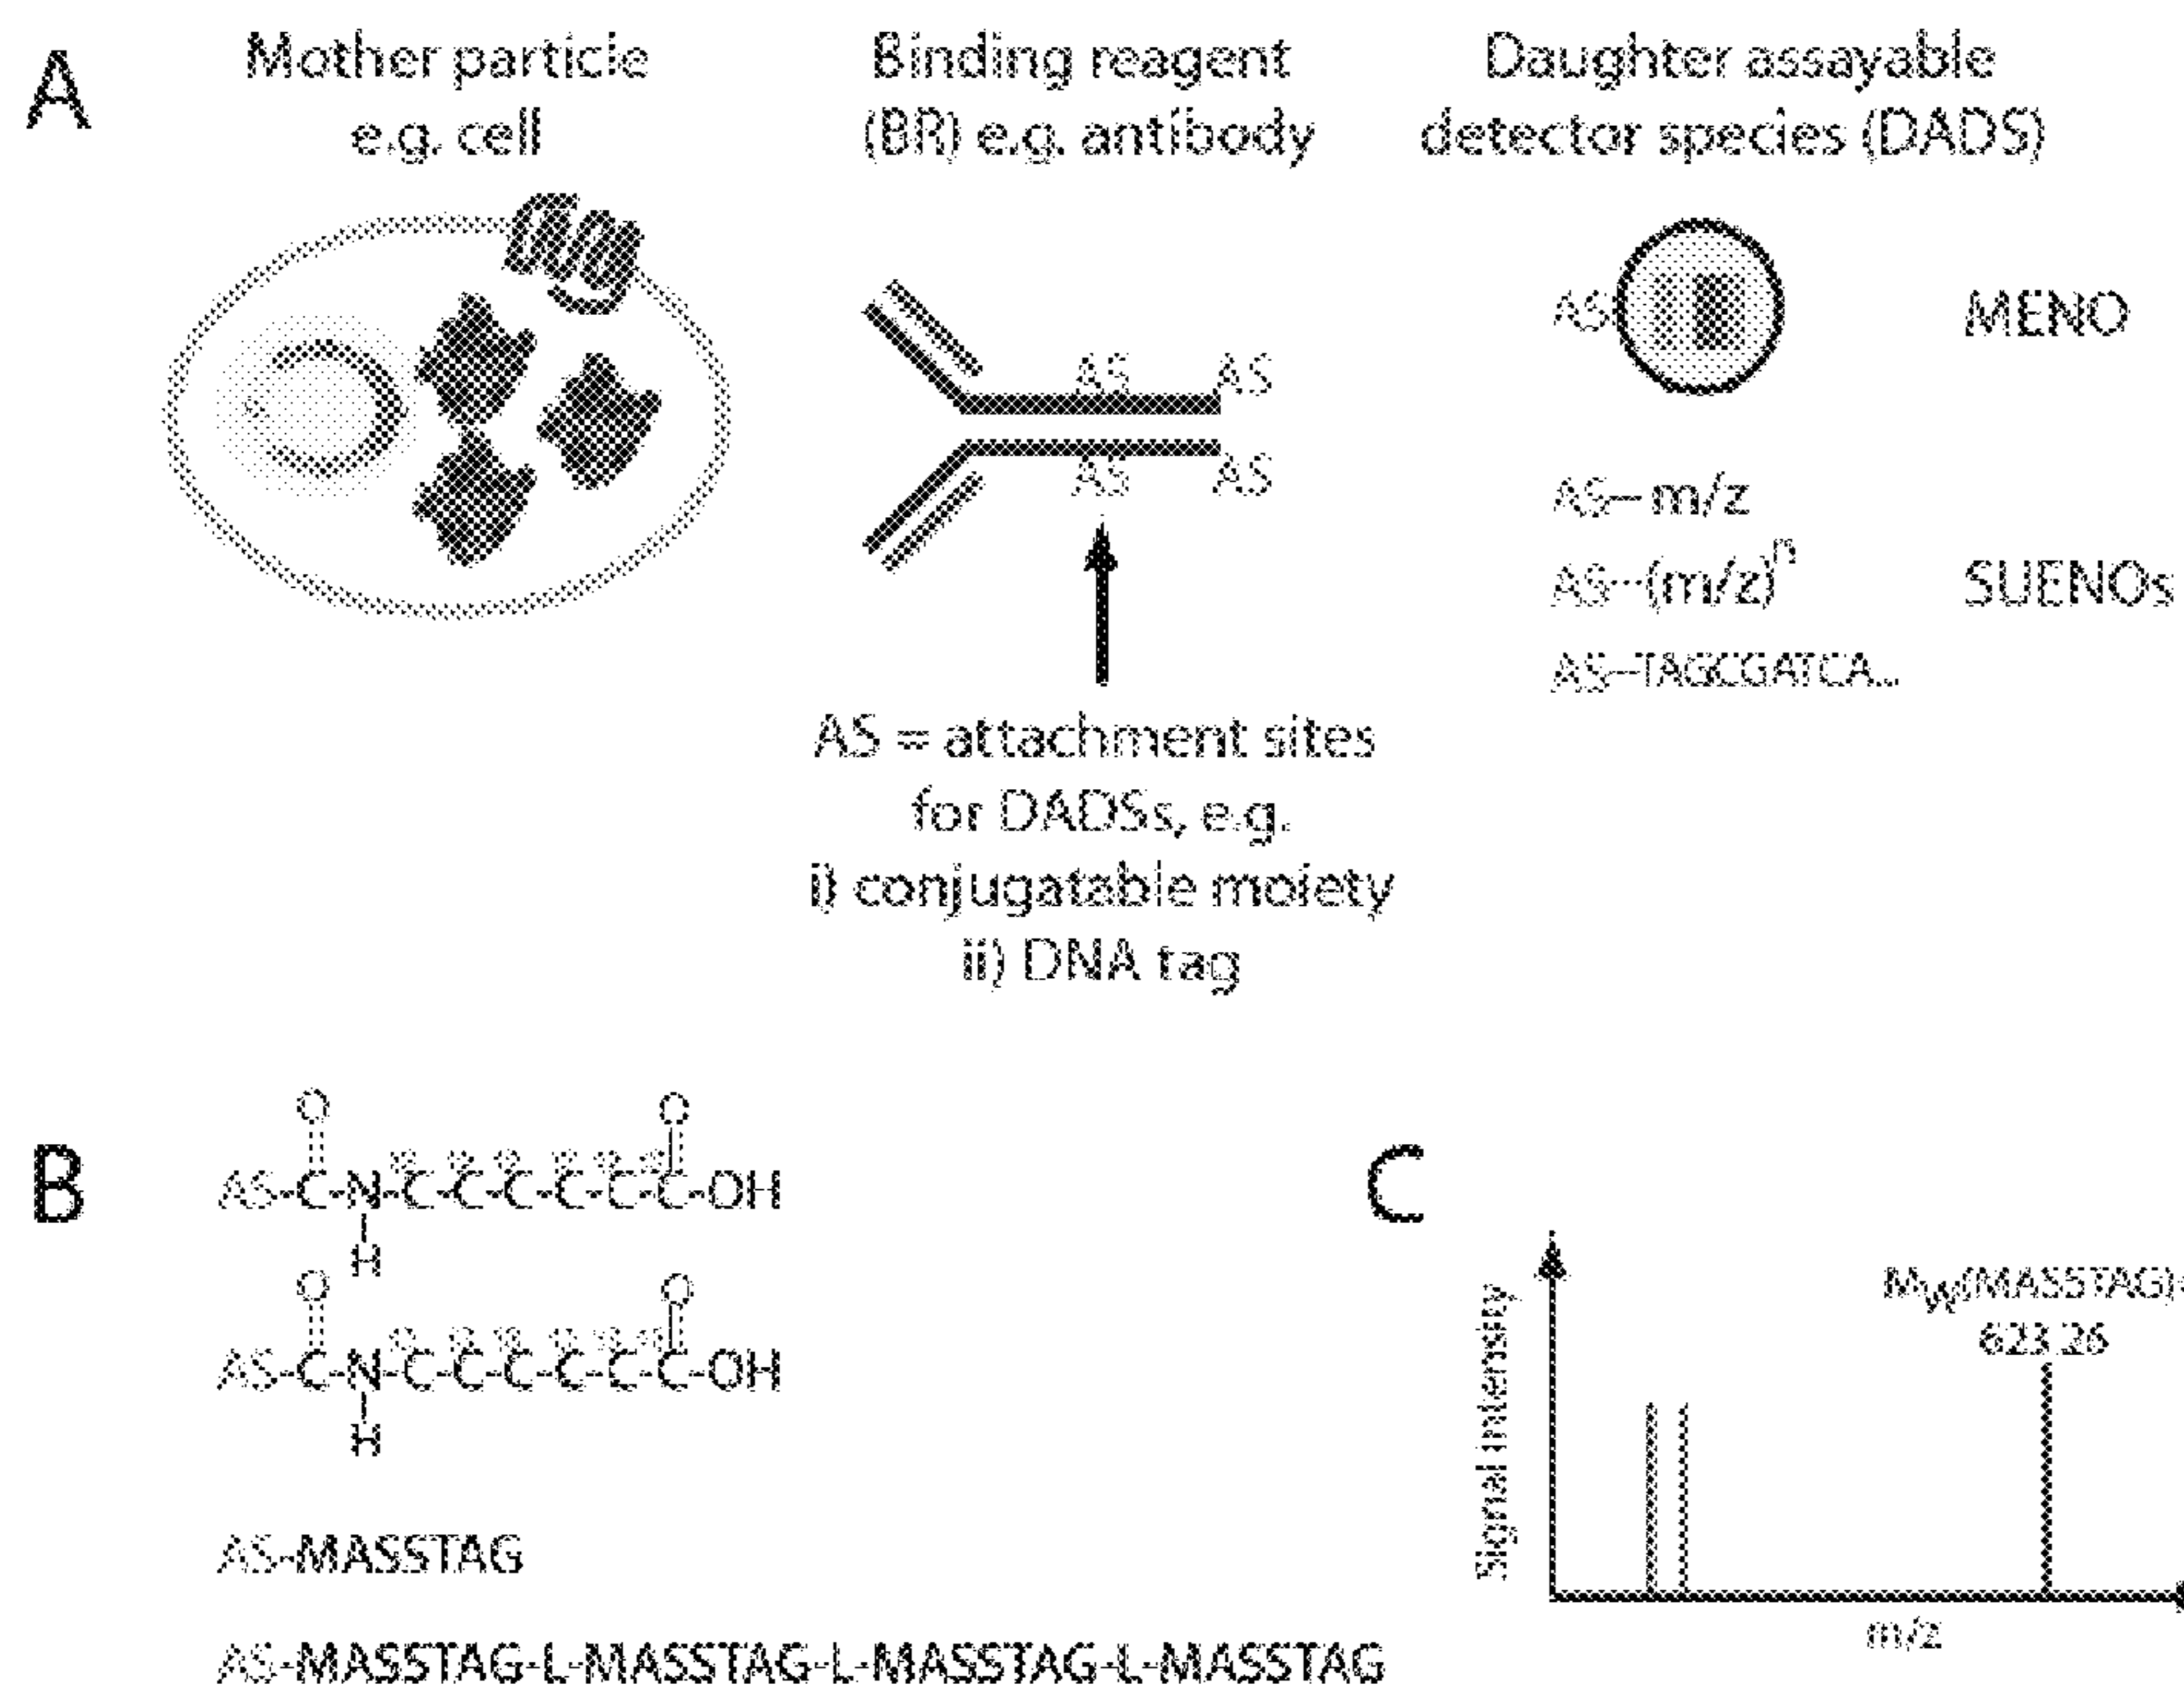 A
Mother particle
e.g. cell
Binding reagent
(BR) e.g. antibody
Daughter assayable
detector species (DADS)
AS
MENO
AS AS
AS AS
AS–m/z
AS–(m/z)ⁿ
SUENOs
AS–TAGCGATCA...
AS = attachment sites
for DADSs, e.g.
i) conjugatable moiety
ii) DNA tag
B
O O
AS-C-N-C-C-C-C-C-C-OH
H
O O
AS-C-N-C-C-C-C-C-C-OH
H
AS-MASSTAG
AS-MASSTAG-L-MASSTAG-L-MASSTAG-L-MASSTAG
C
Signal intensity
Mw(MASSTAG)=
623.26
m/z